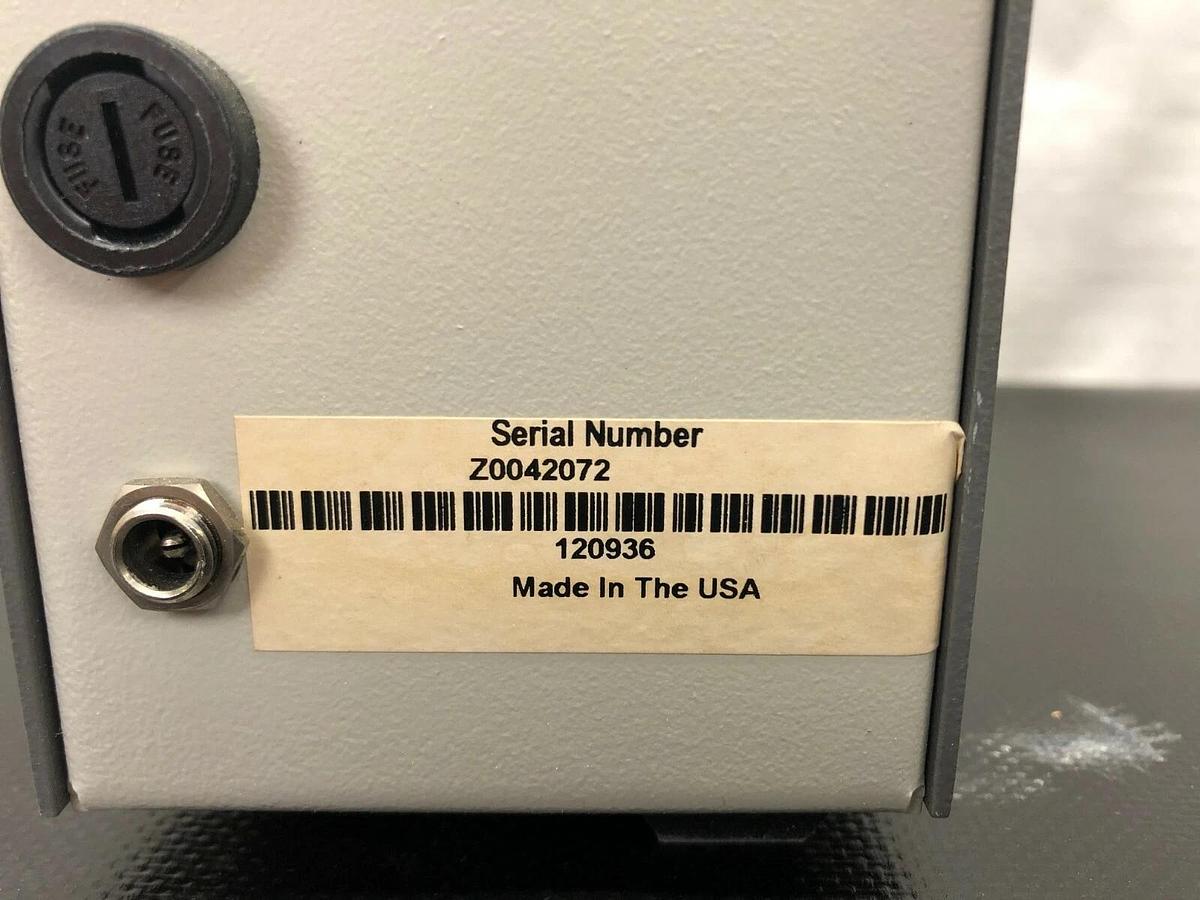 FUSE
FUSE
Serial Number
Z0042072
120936
Made In The USA